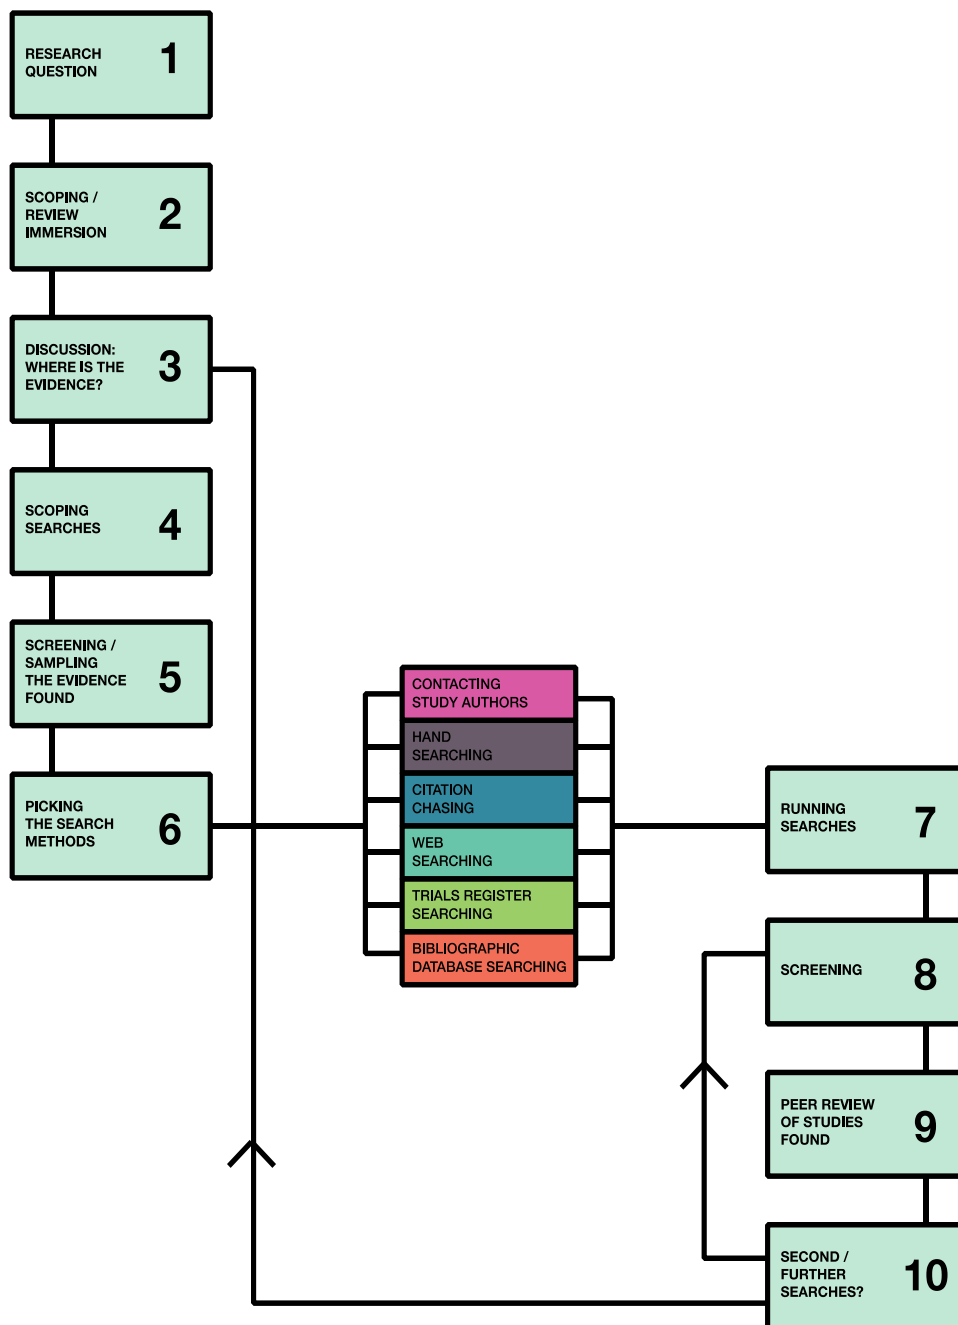 RESEARCH
QUESTION
1
SCOPING /
REVIEW
IMMERSION
2
DISCUSSION:
WHERE IS THE
EVIDENCE?
3
SCOPING
SEARCHES
4
SCREENING /
SAMPLING
THE EVIDENCE
FOUND
5
PICKING
THE SEARCH
METHODS
6
CONTACTING
STUDY AUTHORS
HAND
SEARCHING
CITATION
CHASING
WEB
SEARCHING
TRIALS REGISTER
SEARCHING
BIBLIOGRAPHIC
DATABASE SEARCHING
RUNNING
SEARCHES
7
SCREENING
8
PEER REVIEW
OF STUDIES
FOUND
9
SECOND /
FURTHER
SEARCHES?
10